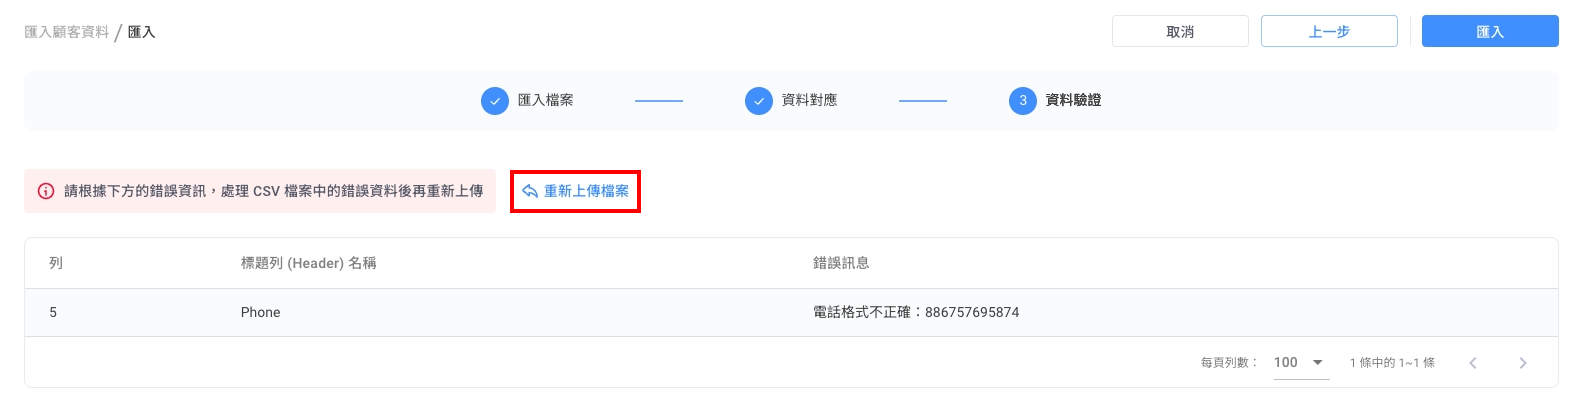 匯入顧客資料 / 匯入
取消
上一步
匯入
匯入檔案
資料對應
3 資料驗證
請根據下方的錯誤資訊，處理 CSV 檔案中的錯誤資料後再重新上傳
重新上傳檔案
列 標題列 (Header) 名稱 錯誤訊息
5 Phone 電話格式不正確：886757695874
每頁列數： 100 1 條中的 1~1 條